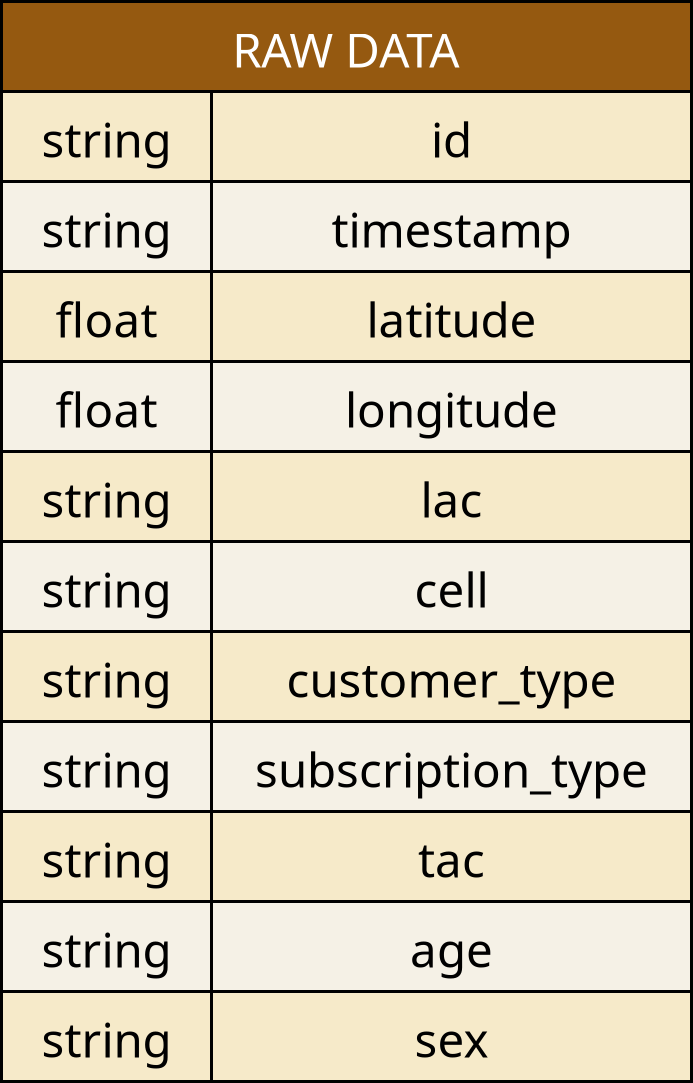 RAW DATA
string id
string timestamp
float latitude
float longitude
string lac
string cell
string customer_type
string subscription_type
string tac
string age
string sex